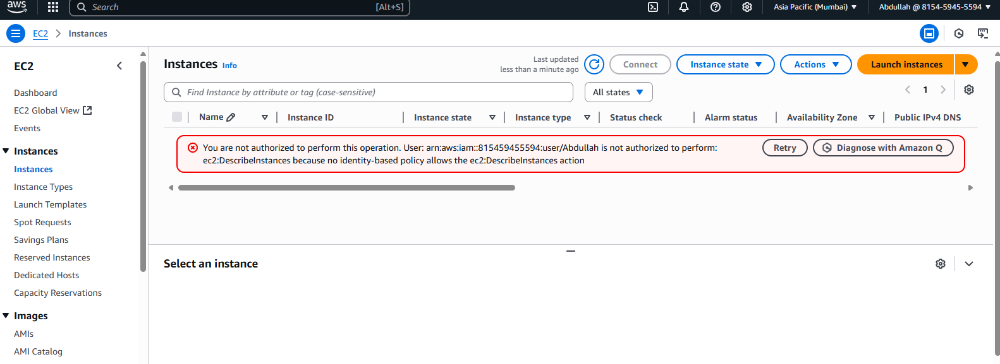 aws
Search
[Alt+S]
Asia Pacific (Mumbai)
Abdullah @ 8154-5945-5594
EC2
Instances
EC2
Dashboard
EC2 Global View
Events
Instances
Instances
Instance Types
Launch Templates
Spot Requests
Savings Plans
Reserved Instances
Dedicated Hosts
Capacity Reservations
Images
AMIs
AMI Catalog
Instances Info
Last updated
less than a minute ago
Connect
Instance state
Actions
Launch instances
Find Instance by attribute or tag (case-sensitive)
All states
1
Name
Instance ID
Instance state
Instance type
Status check
Alarm status
Availability Zone
Public IPv4 DNS
You are not authorized to perform this operation. User: arn:aws:iam::815459455594:user/Abdullah is not authorized to perform:
ec2:DescribeInstances because no identity-based policy allows the ec2:DescribeInstances action
Retry
Diagnose with Amazon Q
Select an instance